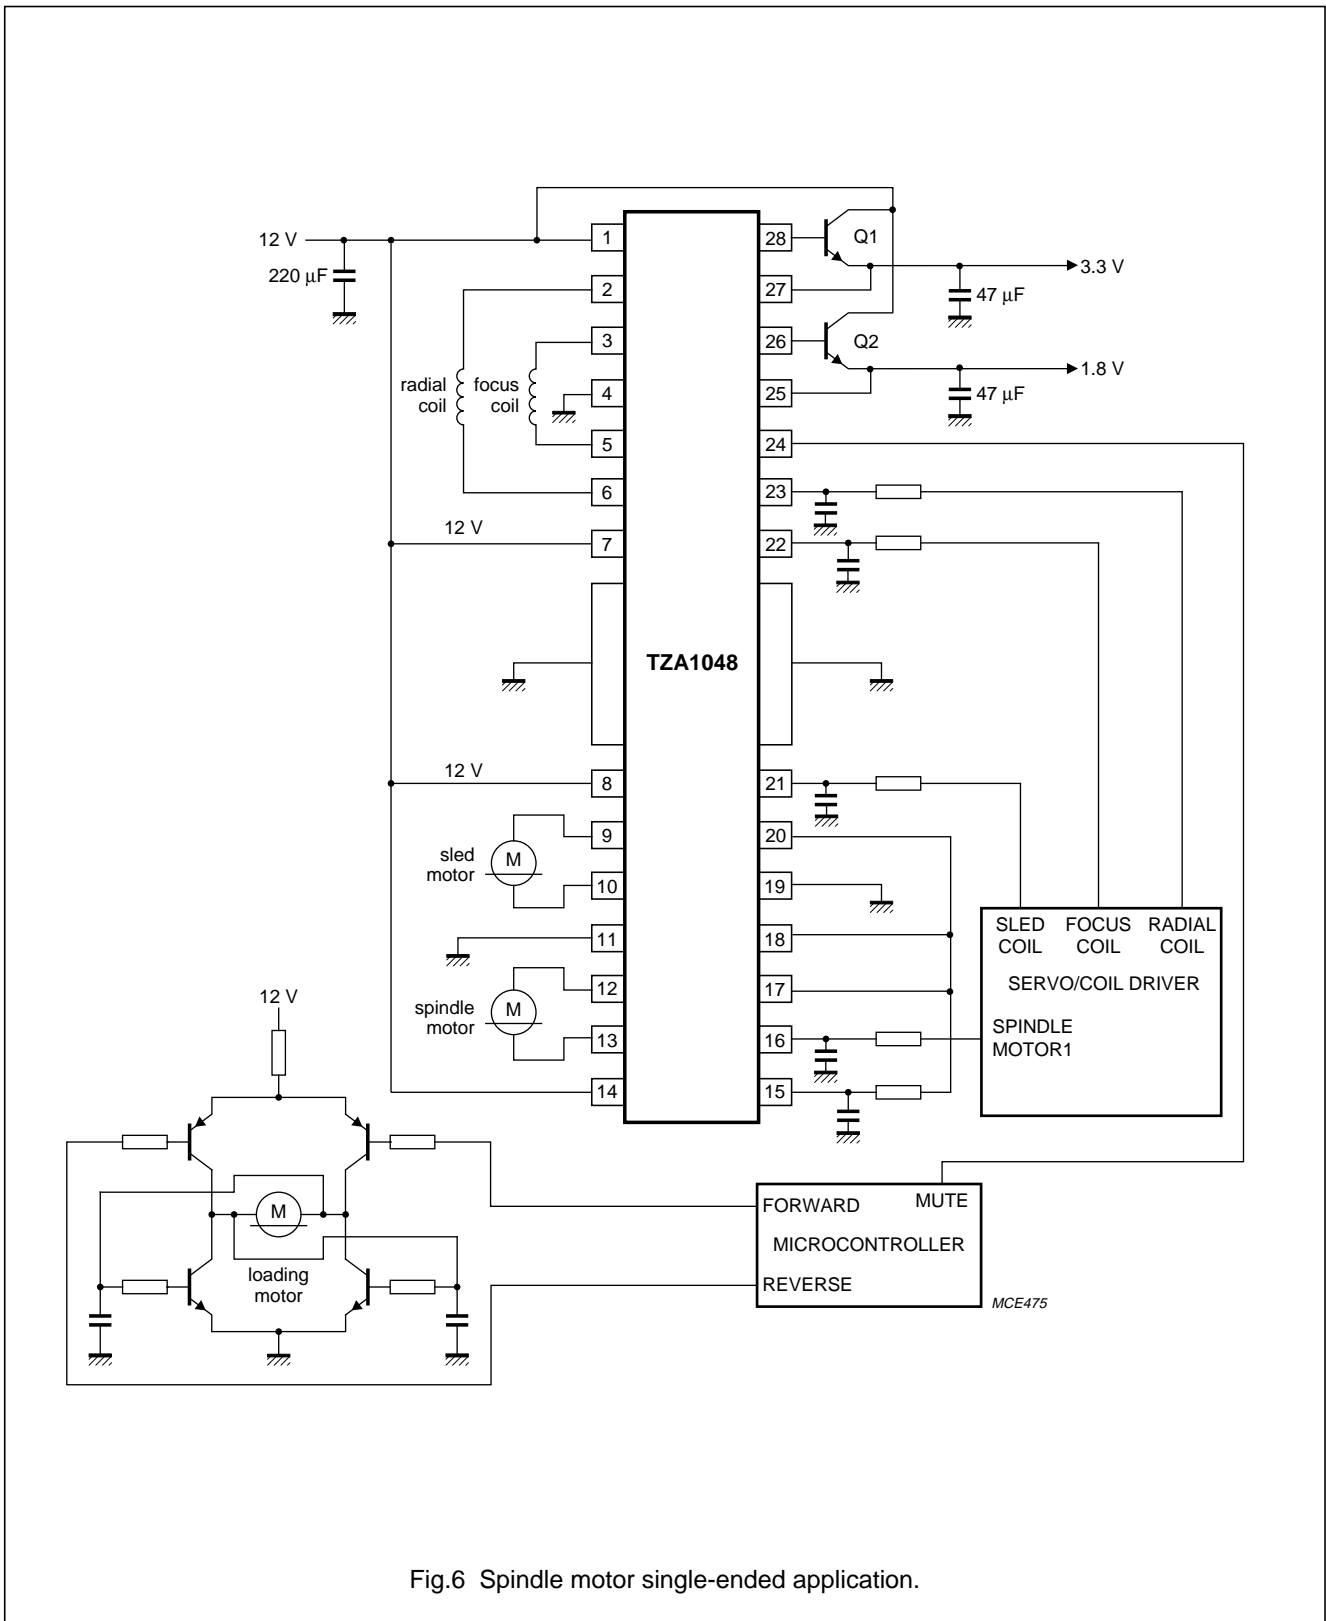 12 V
220 μF
1
28
Q1
3.3 V
2
27
47 μF
3
26
Q2
1.8 V
radial
coil
focus
coil
4
25
47 μF
5
24
6
23
12 V
7
22
TZA1048
12 V
8
21
sled
motor
M
9
20
10
19
11
18
SLED
COIL
FOCUS
COIL
RADIAL
COIL
SERVO/COIL DRIVER
12 V
spindle
motor
M
12
17
13
16
SPINDLE
MOTOR1
14
15
M
loading
motor
FORWARD
MUTE
MICROCONTROLLER
REVERSE
MCE475
Fig.6 Spindle motor single-ended application.